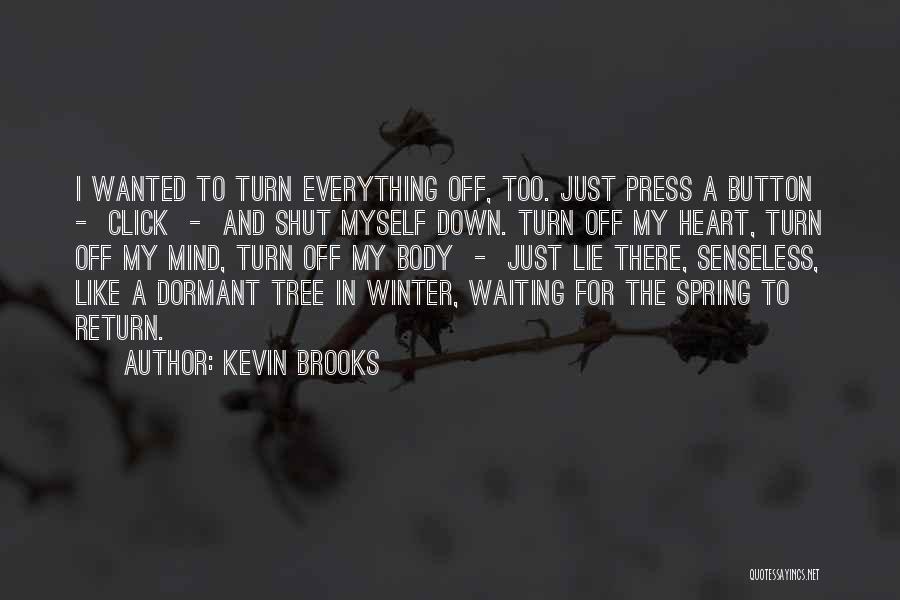 I WANTED TO TURN EVERYTHING OFF, TOO. JUST PRESS A BUTTON
- CLICK - AND SHUT MYSELF DOWN. TURN OFF MY HEART, TURN
OFF MY MIND, TURN OFF MY BODY - JUST LIE THERE, SENSELESS,
LIKE A DORMANT TREE IN WINTER, WAITING FOR THE SPRING TO
RETURN.
AUTHOR: KEVIN BROOKS
QUOTESSAYINGS.NET